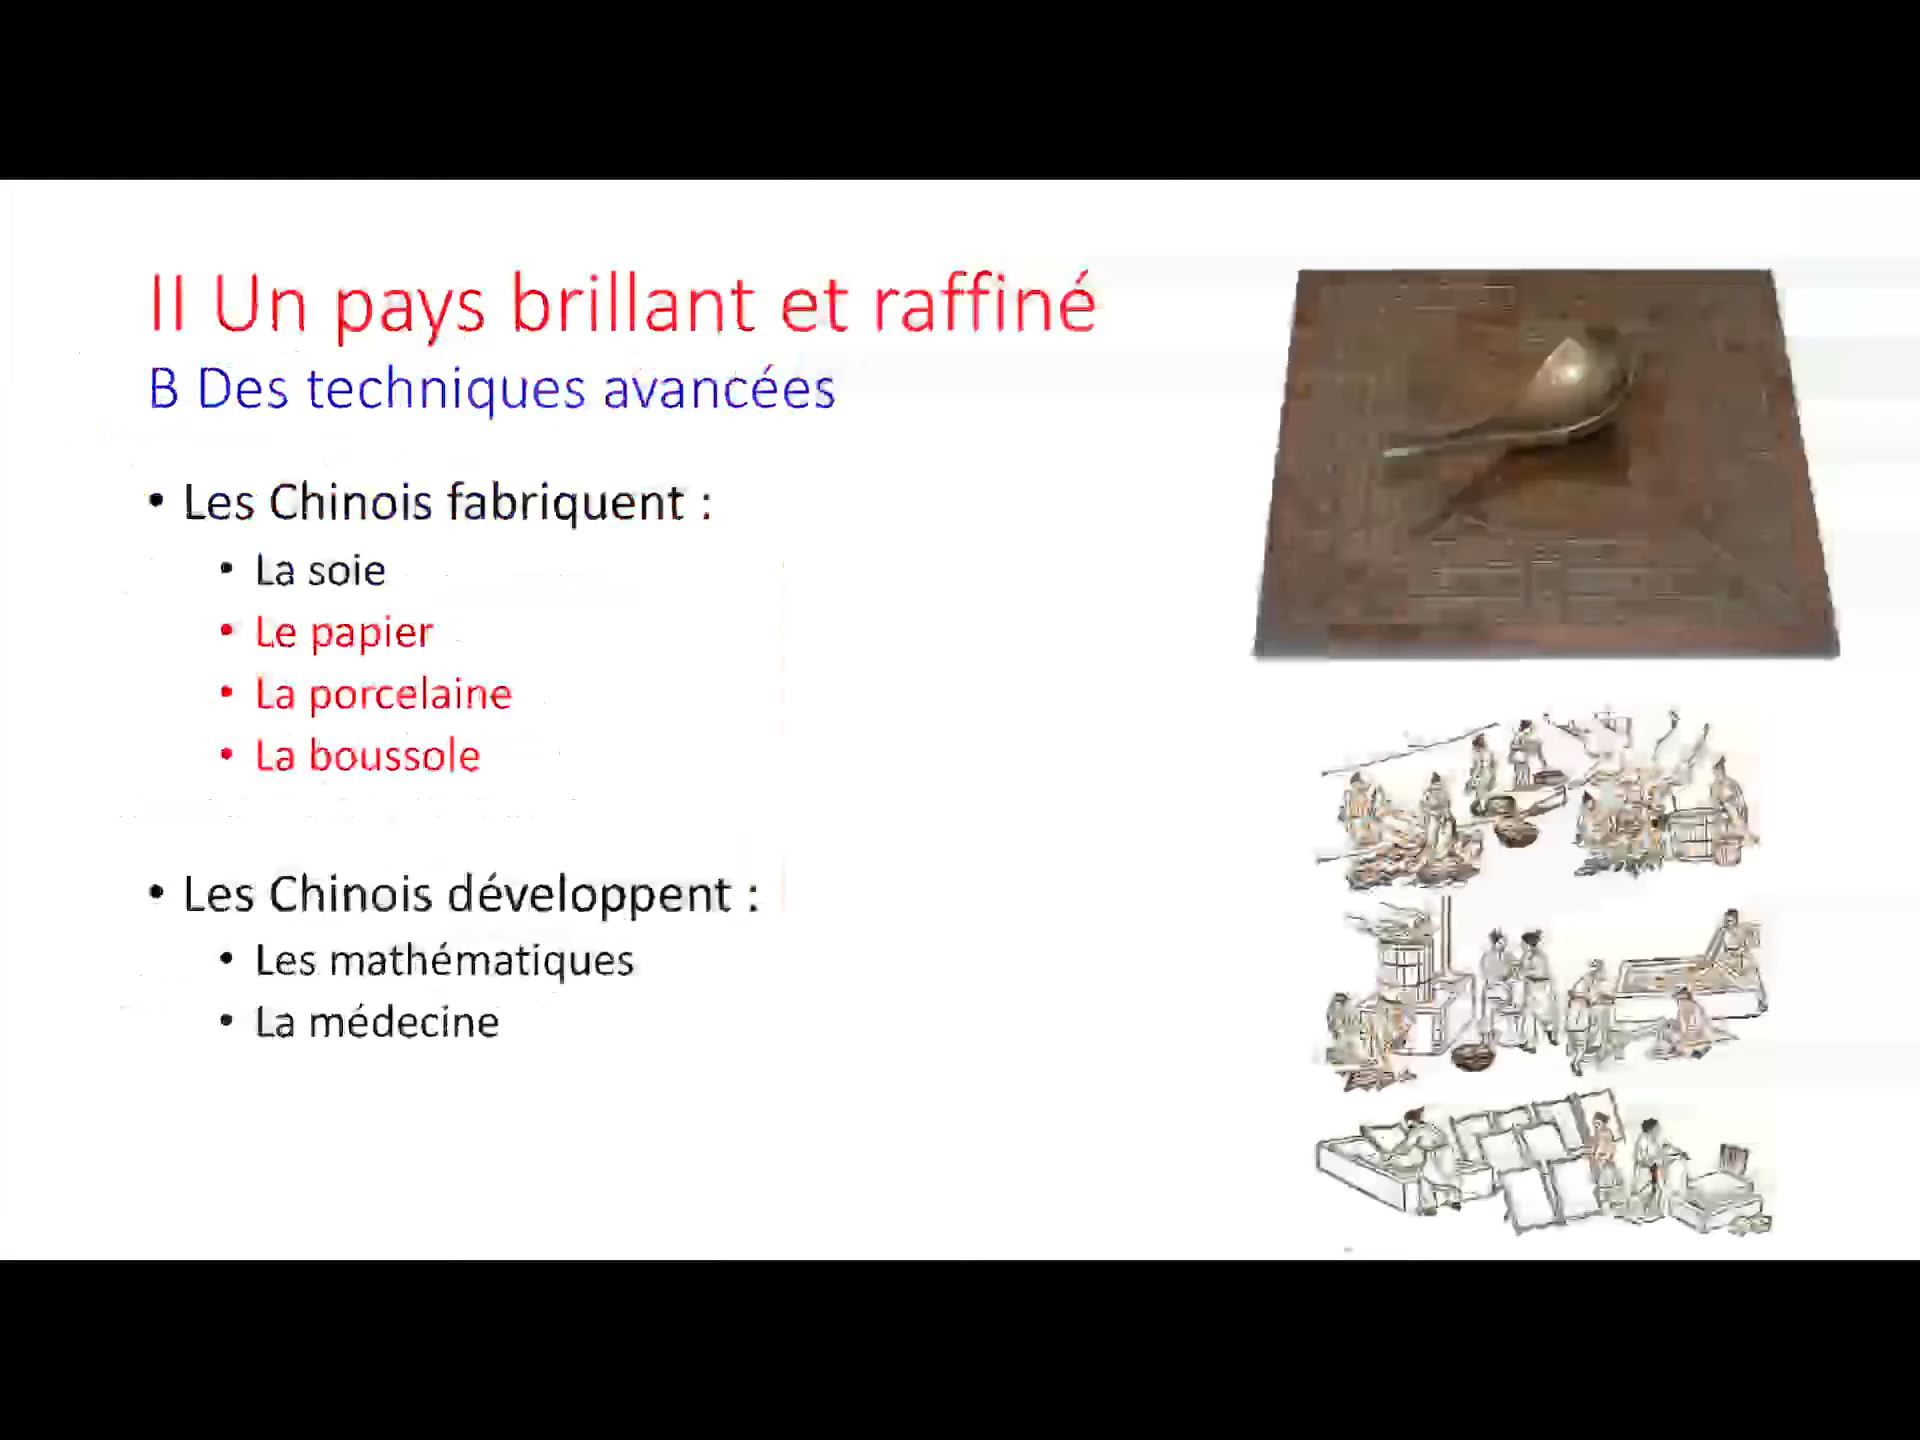 II Un pays brillant et raffiné
B Des techniques avancées
• Les Chinois fabriquent :
• La soie
• Le papier
• La porcelaine
• La boussole
• Les Chinois développent :
• Les mathématiques
• La médecine